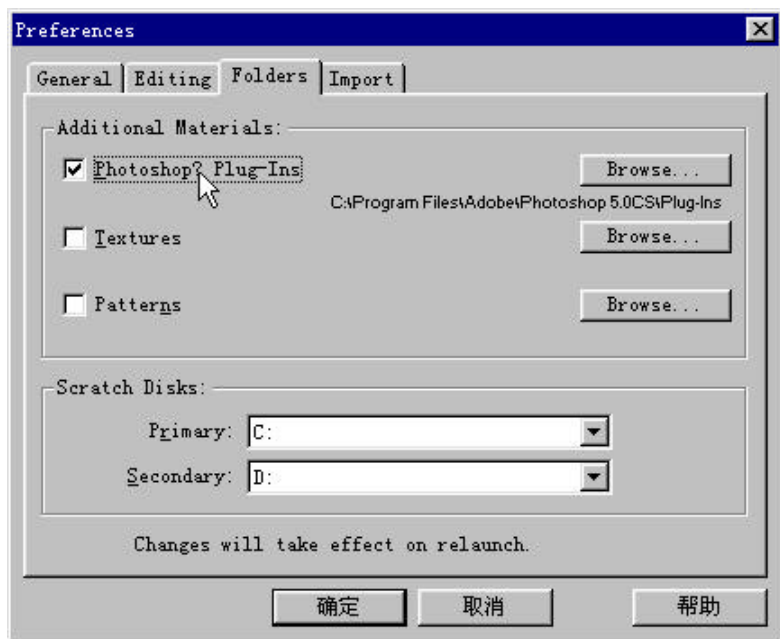 Preferences
General Editing Folders Import
Additional Materials:
Photoshop? Plug-Ins Browse...
C:\Program Files\Adobe\Photoshop 5.0CS\Plug-Ins
Textures Browse...
Patterns Browse...
Scratch Disks:
Primary: C:
Secondary: D:
Changes will take effect on relaunch.
确定 取消 帮助